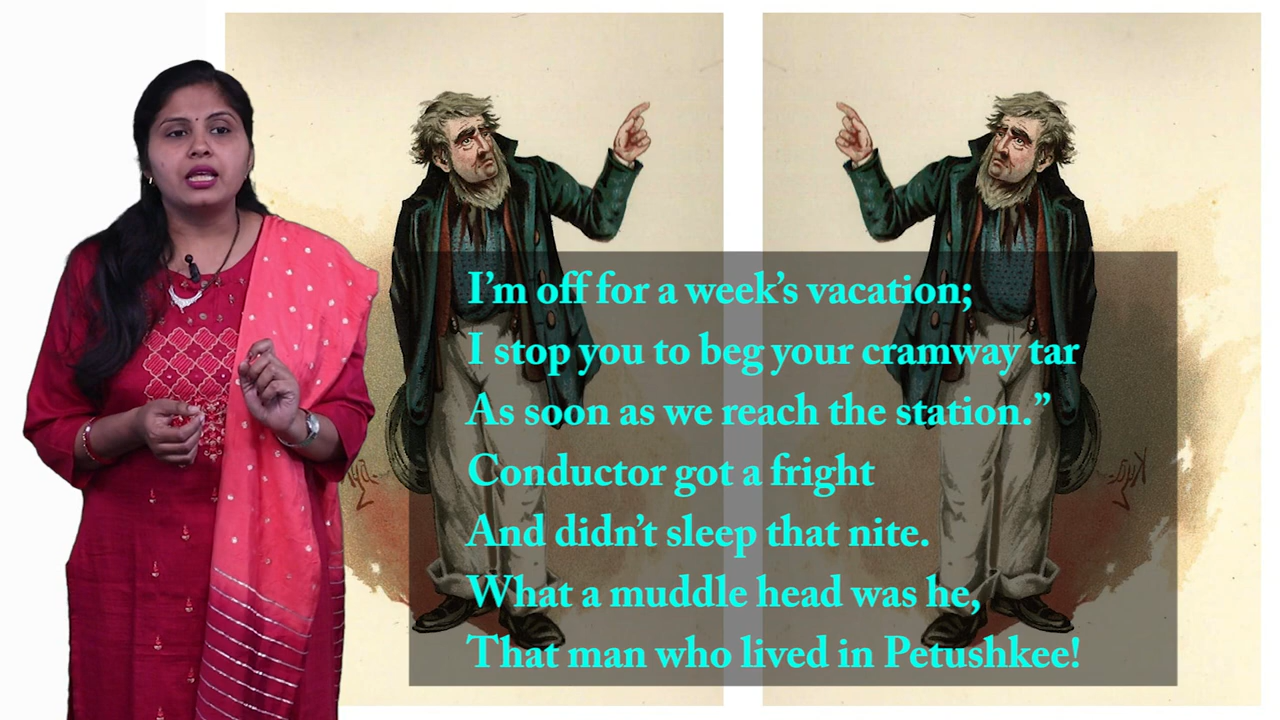 I’m off for a week’s vacation;
I stop you to beg your cramway tar
As soon as we reach the station.”
Conductor got a fright
And didn’t sleep that nite.
What a muddle head was he,
That man who lived in Petushkee!